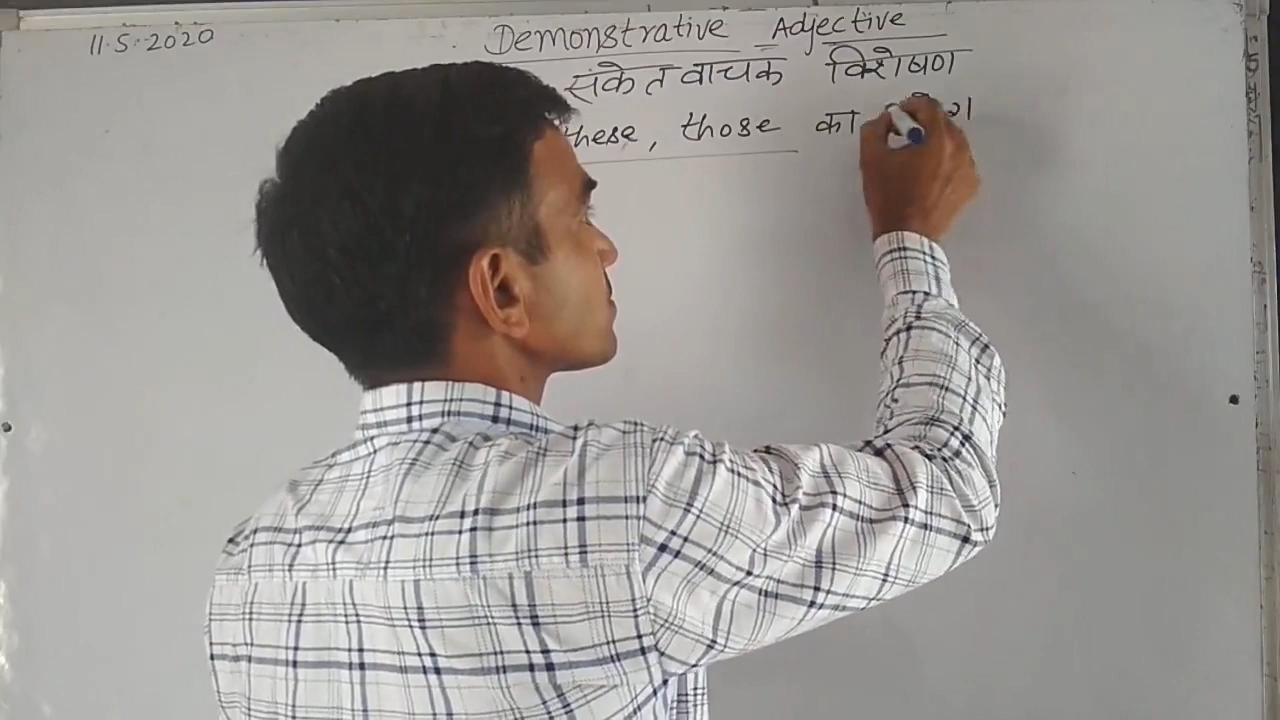 11.5.2020
Demonstrative Adjective
संकेतवाचक विशेषण
these, those का